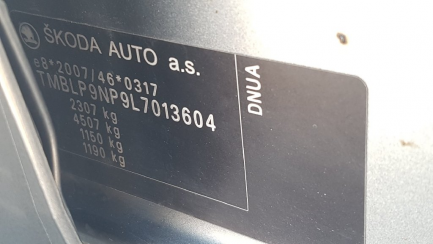 ŠKODA AUTO a.s.
e8*2007/46*0317
TMBLP9NP9L7013604
2307 kg
4507 kg
1150 kg
1190 kg
DNUA